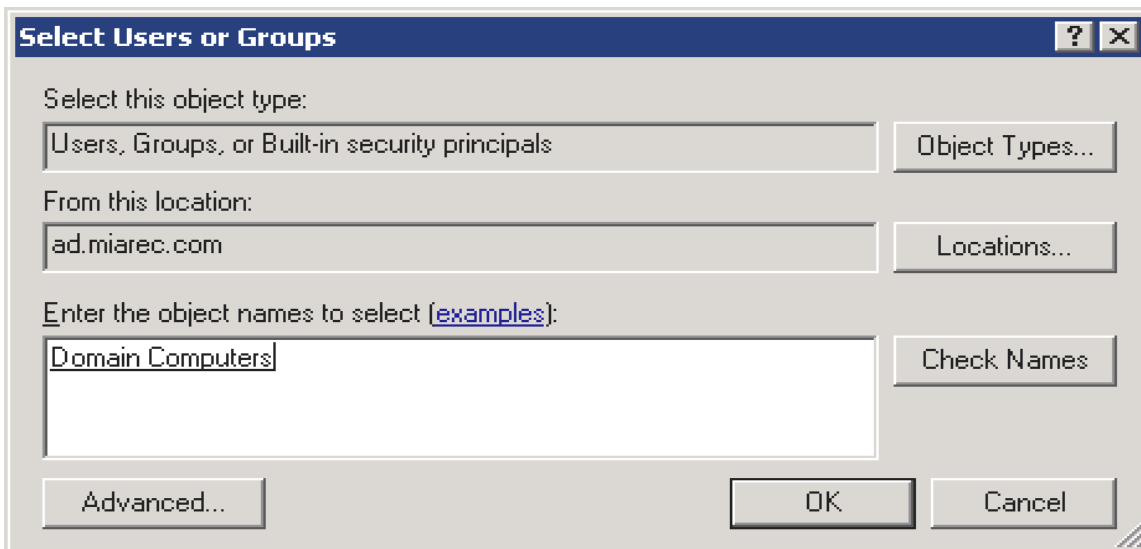 Select Users or Groups ? X
Select this object type:
Users, Groups, or Built-in security principals Object Types...
From this location:
ad.miarec.com Locations...
Enter the object names to select (examples):
Domain Computers Check Names
Advanced... OK Cancel